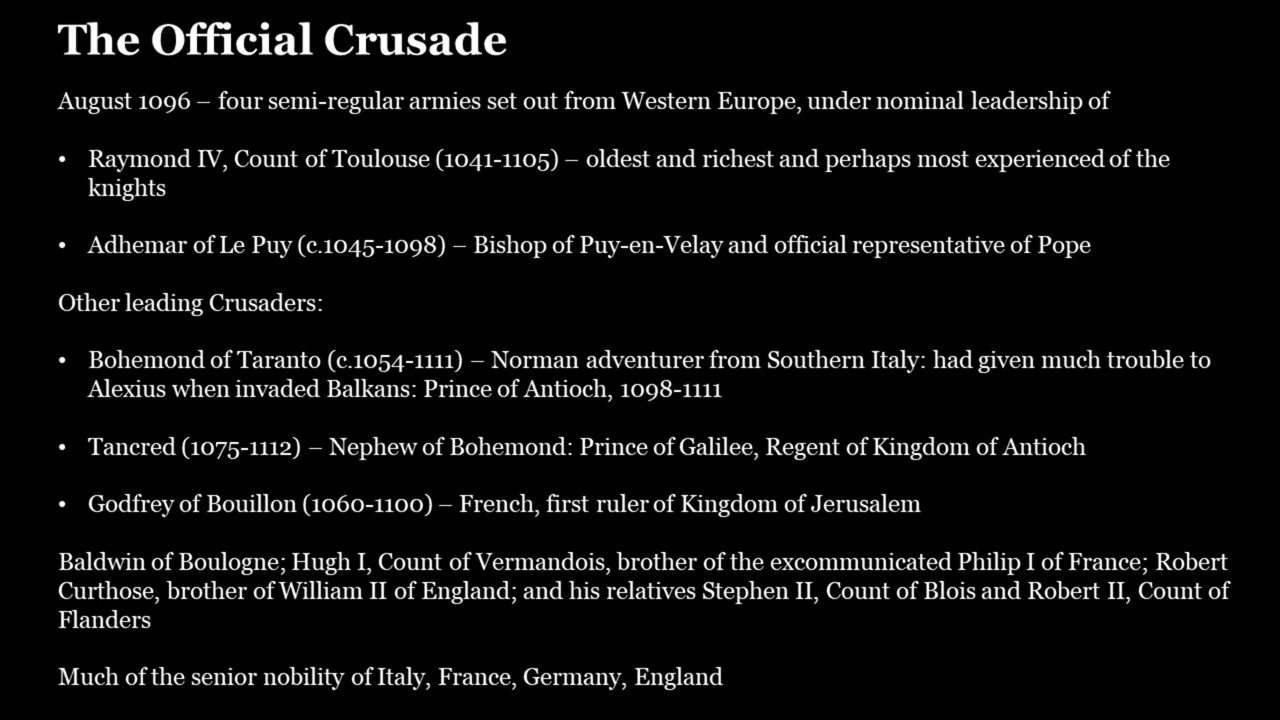 The Official Crusade
August 1096 – four semi-regular armies set out from Western Europe, under nominal leadership of
• Raymond IV, Count of Toulouse (1041-1105) – oldest and richest and perhaps most experienced of the
knights
• Adhemar of Le Puy (c.1045-1098) – Bishop of Puy-en-Velay and official representative of Pope
Other leading Crusaders:
• Bohemond of Taranto (c.1054-1111) – Norman adventurer from Southern Italy: had given much trouble to
Alexius when invaded Balkans: Prince of Antioch, 1098-1111
• Tancred (1075-1112) – Nephew of Bohemond: Prince of Galilee, Regent of Kingdom of Antioch
• Godfrey of Bouillon (1060-1100) – French, first ruler of Kingdom of Jerusalem
Baldwin of Boulogne; Hugh I, Count of Vermandois, brother of the excommunicated Philip I of France; Robert
Curthose, brother of William II of England; and his relatives Stephen II, Count of Blois and Robert II, Count of
Flanders
Much of the senior nobility of Italy, France, Germany, England